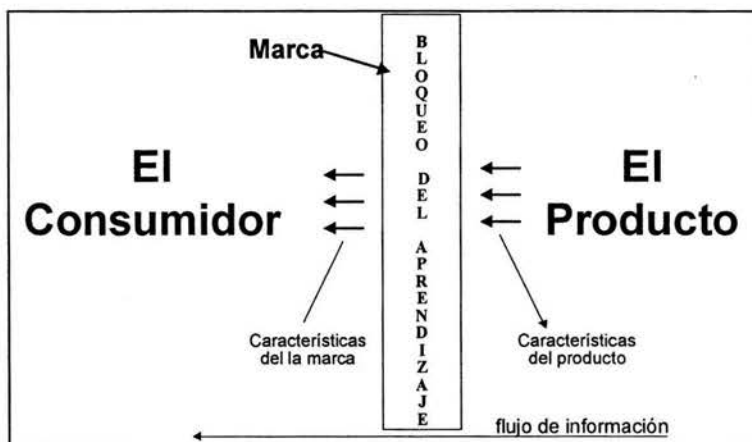 Marca
BLOQUEO DEL APRENDIZAJE
El
Consumidor
El
Producto
Características
del la marca
Características
del producto
flujo de información